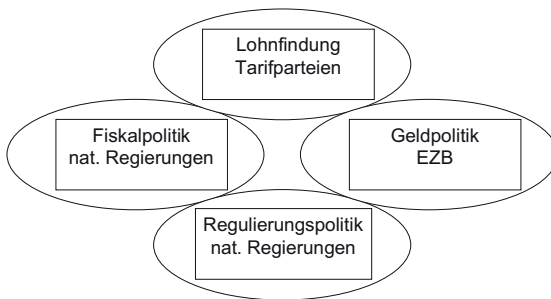 Lohnfindung
Tarifparteien
Fiskalpolitik
nat. Regierungen
Geldpolitik
EZB
Regulierungspolitik
nat. Regierungen